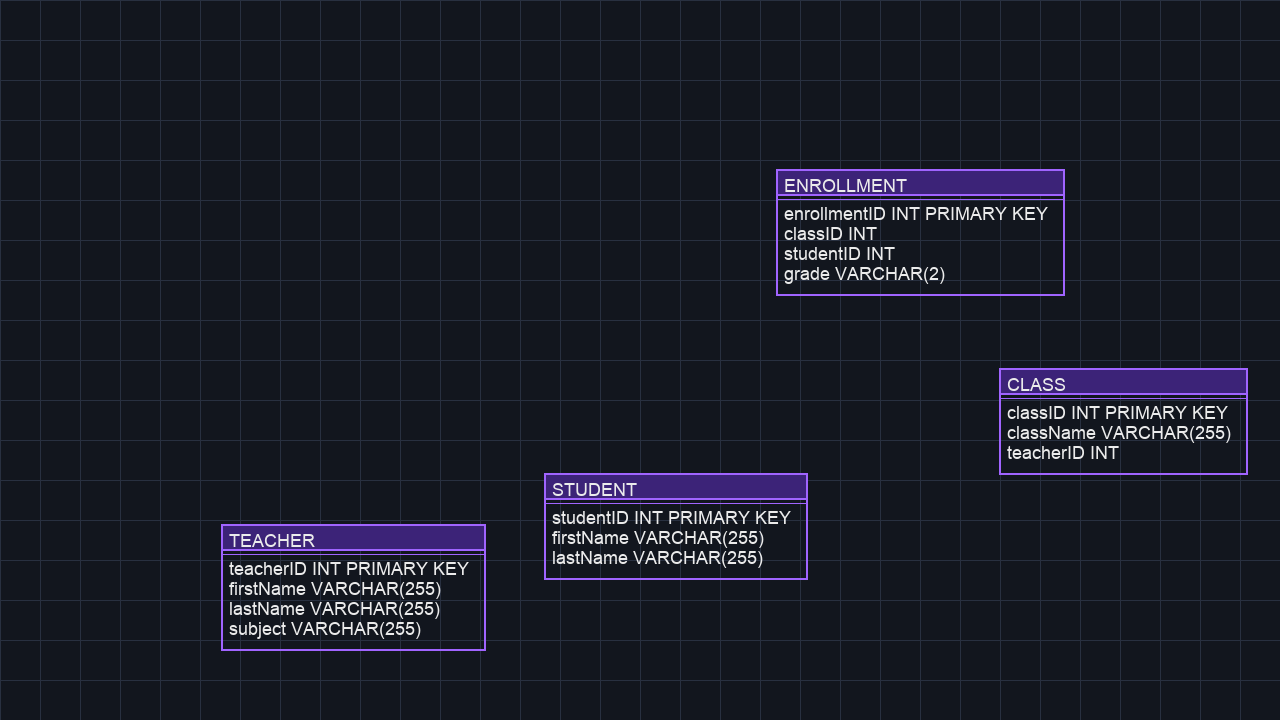 ENROLLMENT
enrollmentID INT PRIMARY KEY
classID INT
studentID INT
grade VARCHAR(2)
CLASS
classID INT PRIMARY KEY
className VARCHAR(255)
teacherID INT
STUDENT
studentID INT PRIMARY KEY
firstName VARCHAR(255)
lastName VARCHAR(255)
TEACHER
teacherID INT PRIMARY KEY
firstName VARCHAR(255)
lastName VARCHAR(255)
subject VARCHAR(255)